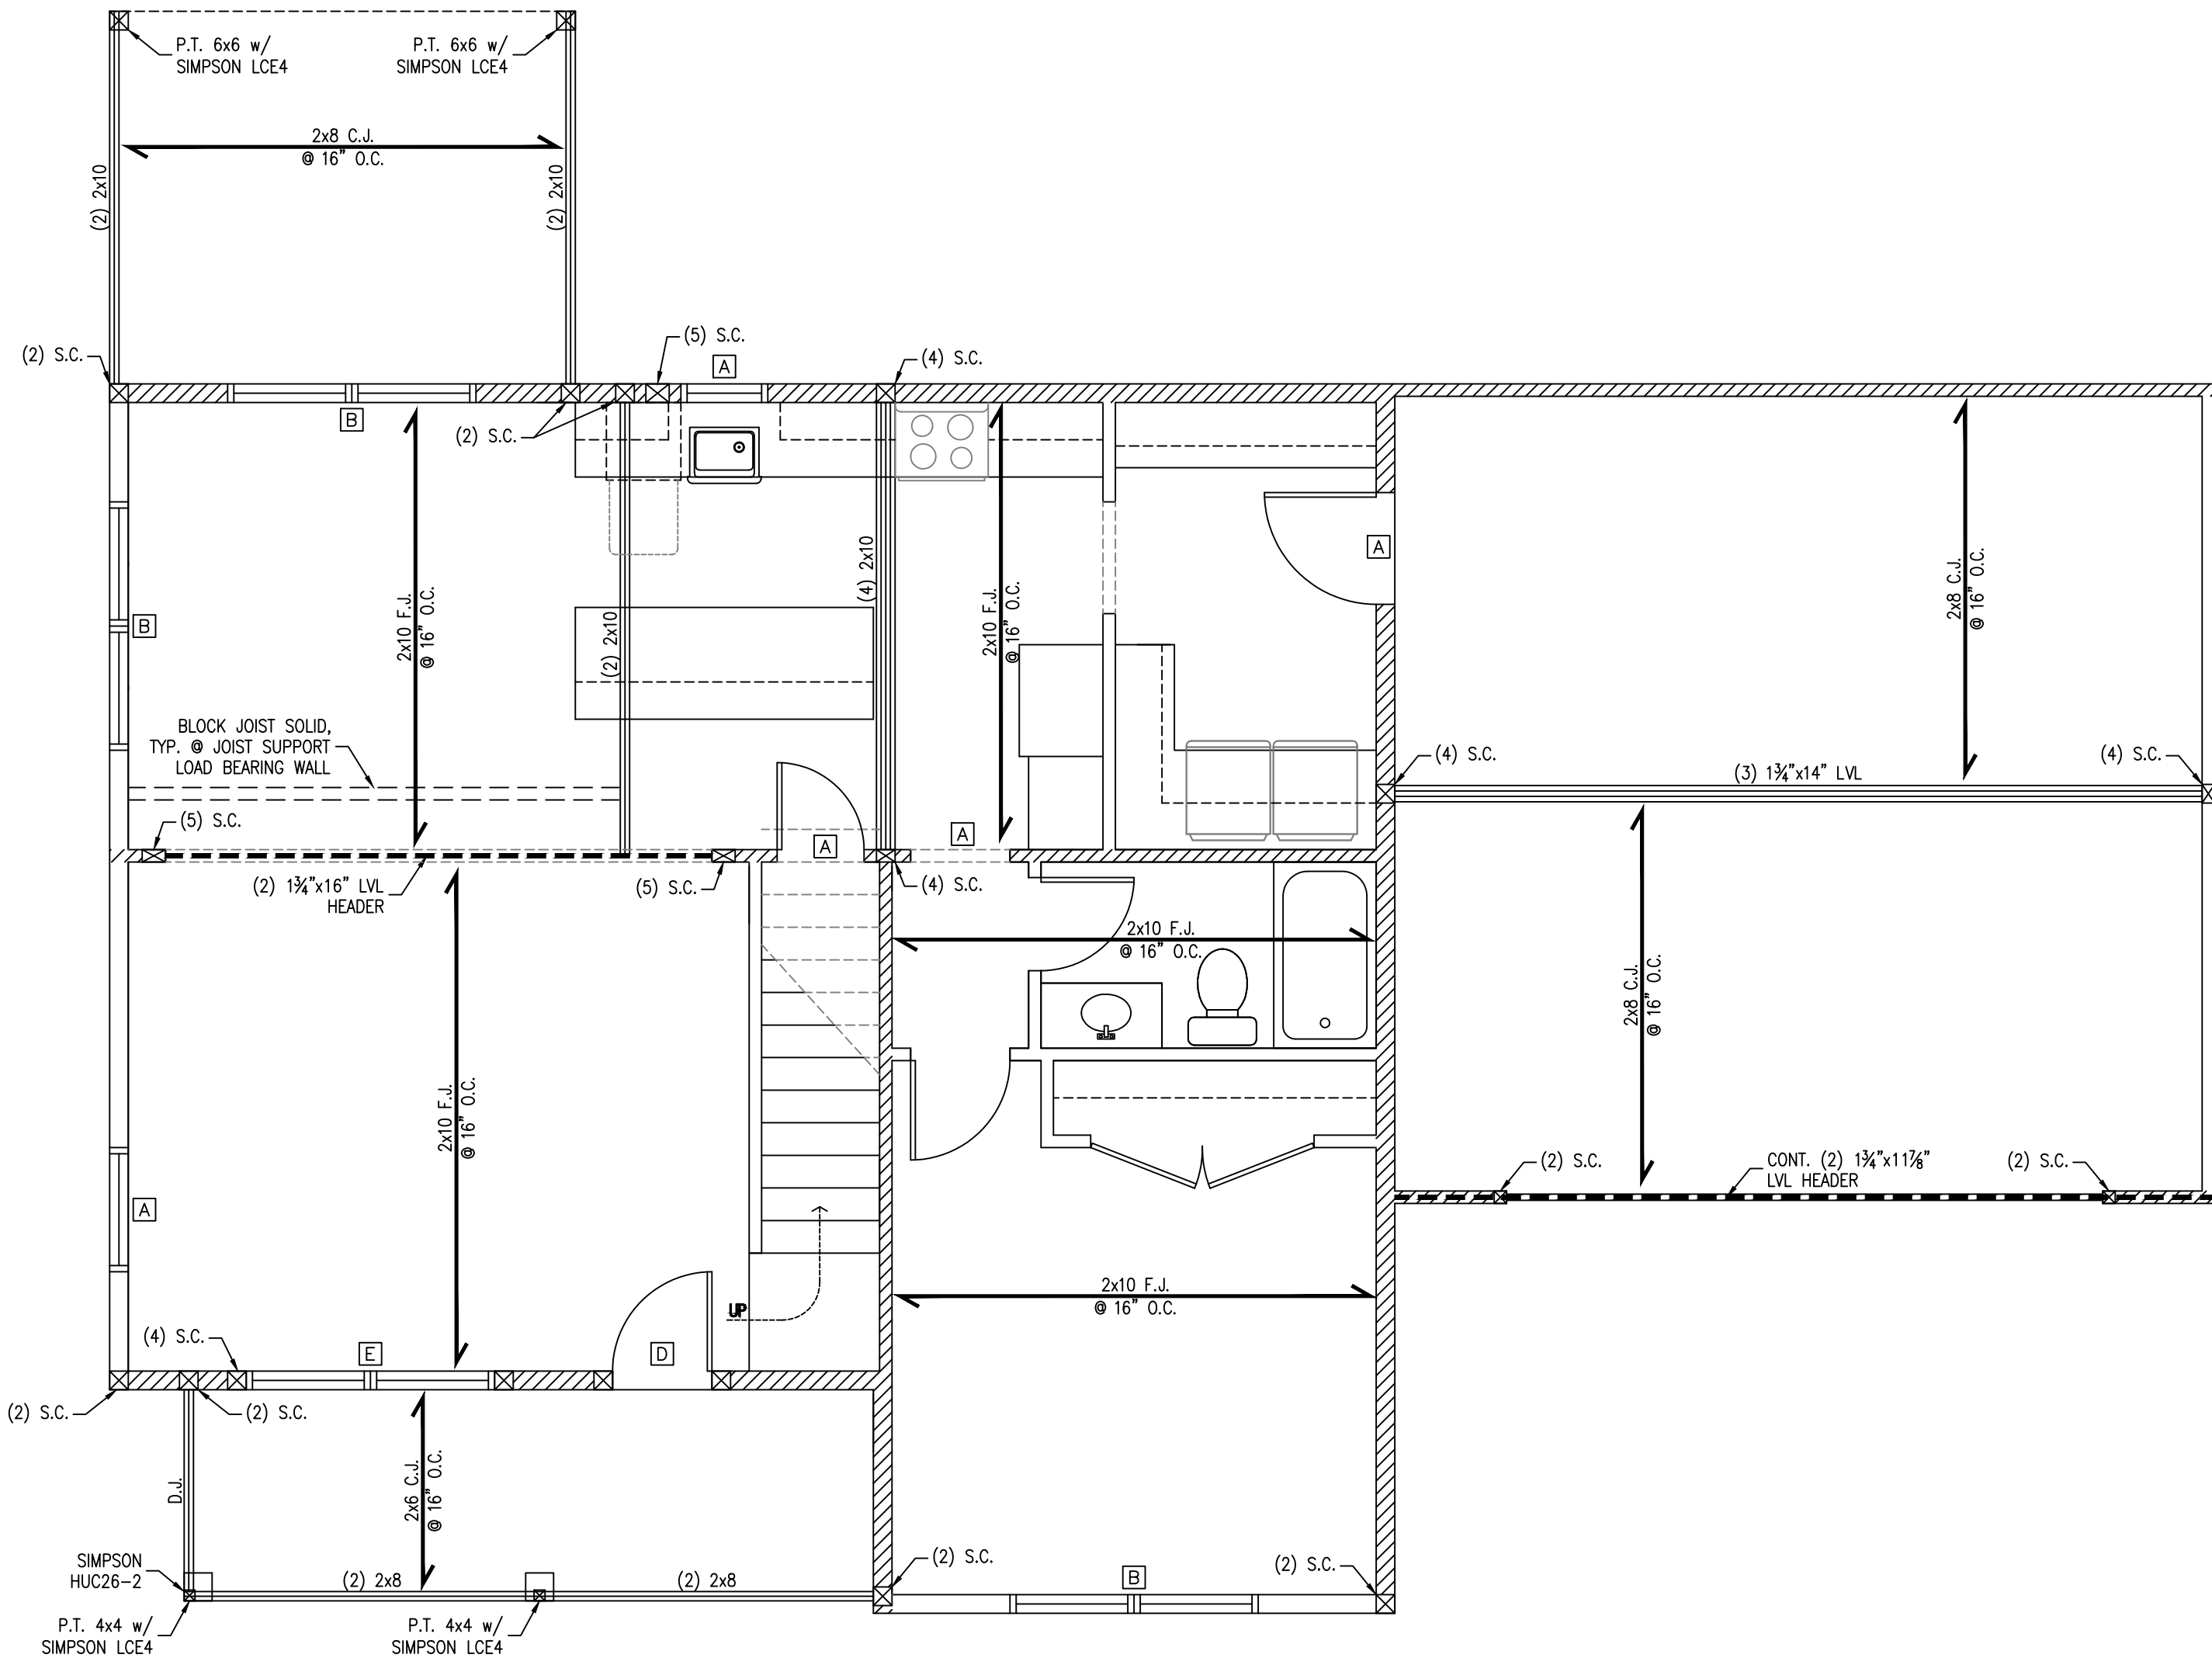 P.T. 6x6 w/
SIMPSON LCE4
P.T. 6x6 w/
SIMPSON LCE4
2x8 C.J.
@ 16" O.C.
(2) 2x10
(2) 2x10
(2) S.C.
(5) S.C.
A
(4) S.C.
B
(2) S.C.
2x10 F.J.
@ 16" O.C.
(2) 2x10
(4) 2x10
2x10 F.J.
@ 16" O.C.
A
2x8 C.J.
@ 16" O.C.
B
BLOCK JOIST SOLID,
TYP. @ JOIST SUPPORT
LOAD BEARING WALL
(4) S.C.
(3) 1¾"x14" LVL
(4) S.C.
(5) S.C.
A
A
(2) 1¾"x16" LVL
HEADER
(5) S.C.
(4) S.C.
2x10 F.J.
@ 16" O.C.
2x8 C.J.
@ 16" O.C.
2x10 F.J.
@ 16" O.C.
(2) S.C.
CONT. (2) 1¾"x11⅞"
LVL HEADER
(2) S.C.
A
2x10 F.J.
@ 16" O.C.
UP
(4) S.C.
E
D
(2) S.C.
(2) S.C.
D.J.
2x6 C.J.
@ 16" O.C.
SIMPSON
HUC26-2
(2) 2x8
(2) 2x8
(2) S.C.
B
(2) S.C.
P.T. 4x4 w/
SIMPSON LCE4
P.T. 4x4 w/
SIMPSON LCE4